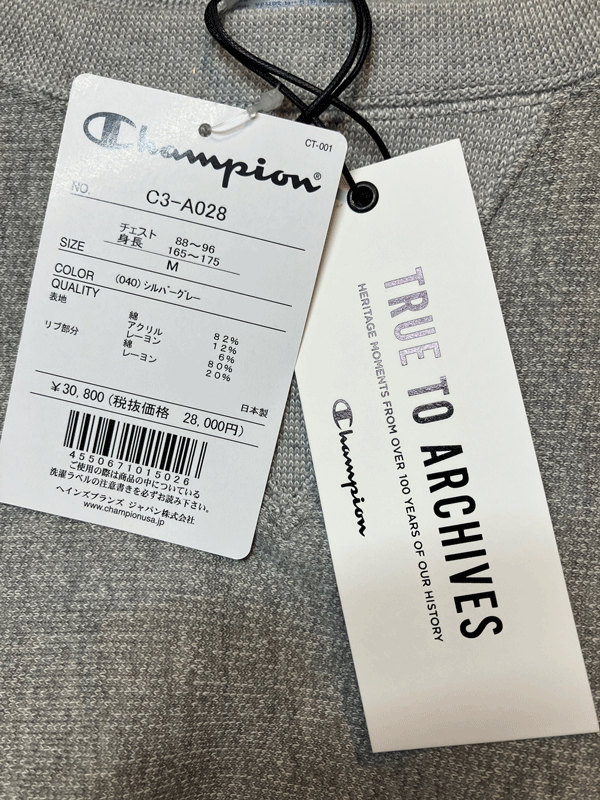 CT-001
Champion®
NO. C3-A028
チェスト 88～96
身長 165～175
SIZE M
COLOR (040)シルバーグレー
QUALITY
表地 綿 82%
アクリル 12%
レーヨン 6%
リブ部分 綿 80%
レーヨン 20%
日本製
￥30,800(税抜価格 28,000円)
4550671015026
ご使用の際は商品の中についている
洗濯ラベルの注意書きを必ずお読み下さい。
ヘインズブランズ ジャパン株式会社
www.championusa.jp
TRUE TO ARCHIVES
HERITAGE MOMENTS FROM OVER 100 YEARS OF OUR HISTORY
Champion